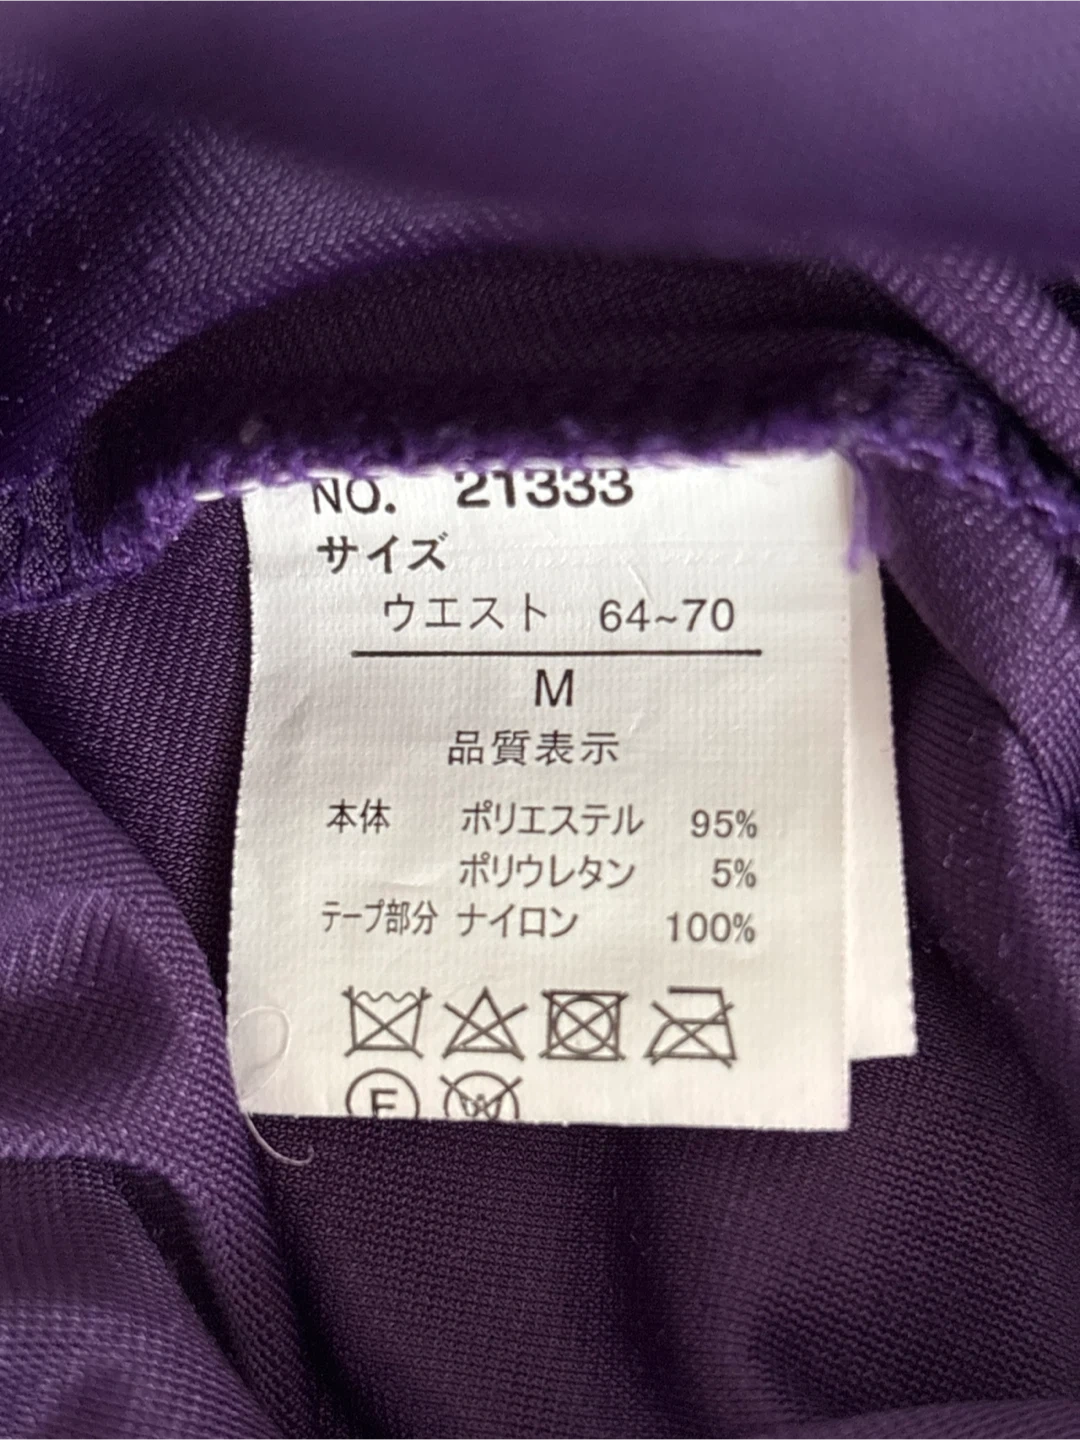 NO. 21333
サイズ
ウエスト 64~70
M
品質表示
本体 ポリエステル 95%
ポリウレタン 5%
テープ部分 ナイロン 100%
F W